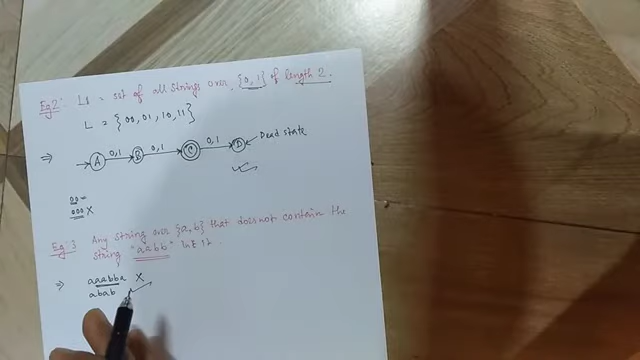 Eg 2: L1 = set of all strings over {0,1} of length 2.
L = {00, 01, 10, 11}
⇒ A 0,1 B 0,1 C 0,1 D Dead state
00 =
000 X
Eg: 3 Any string over {a, b} that does not contain the
string "aabb" in it.
⇒ aaabba X
abab ✓